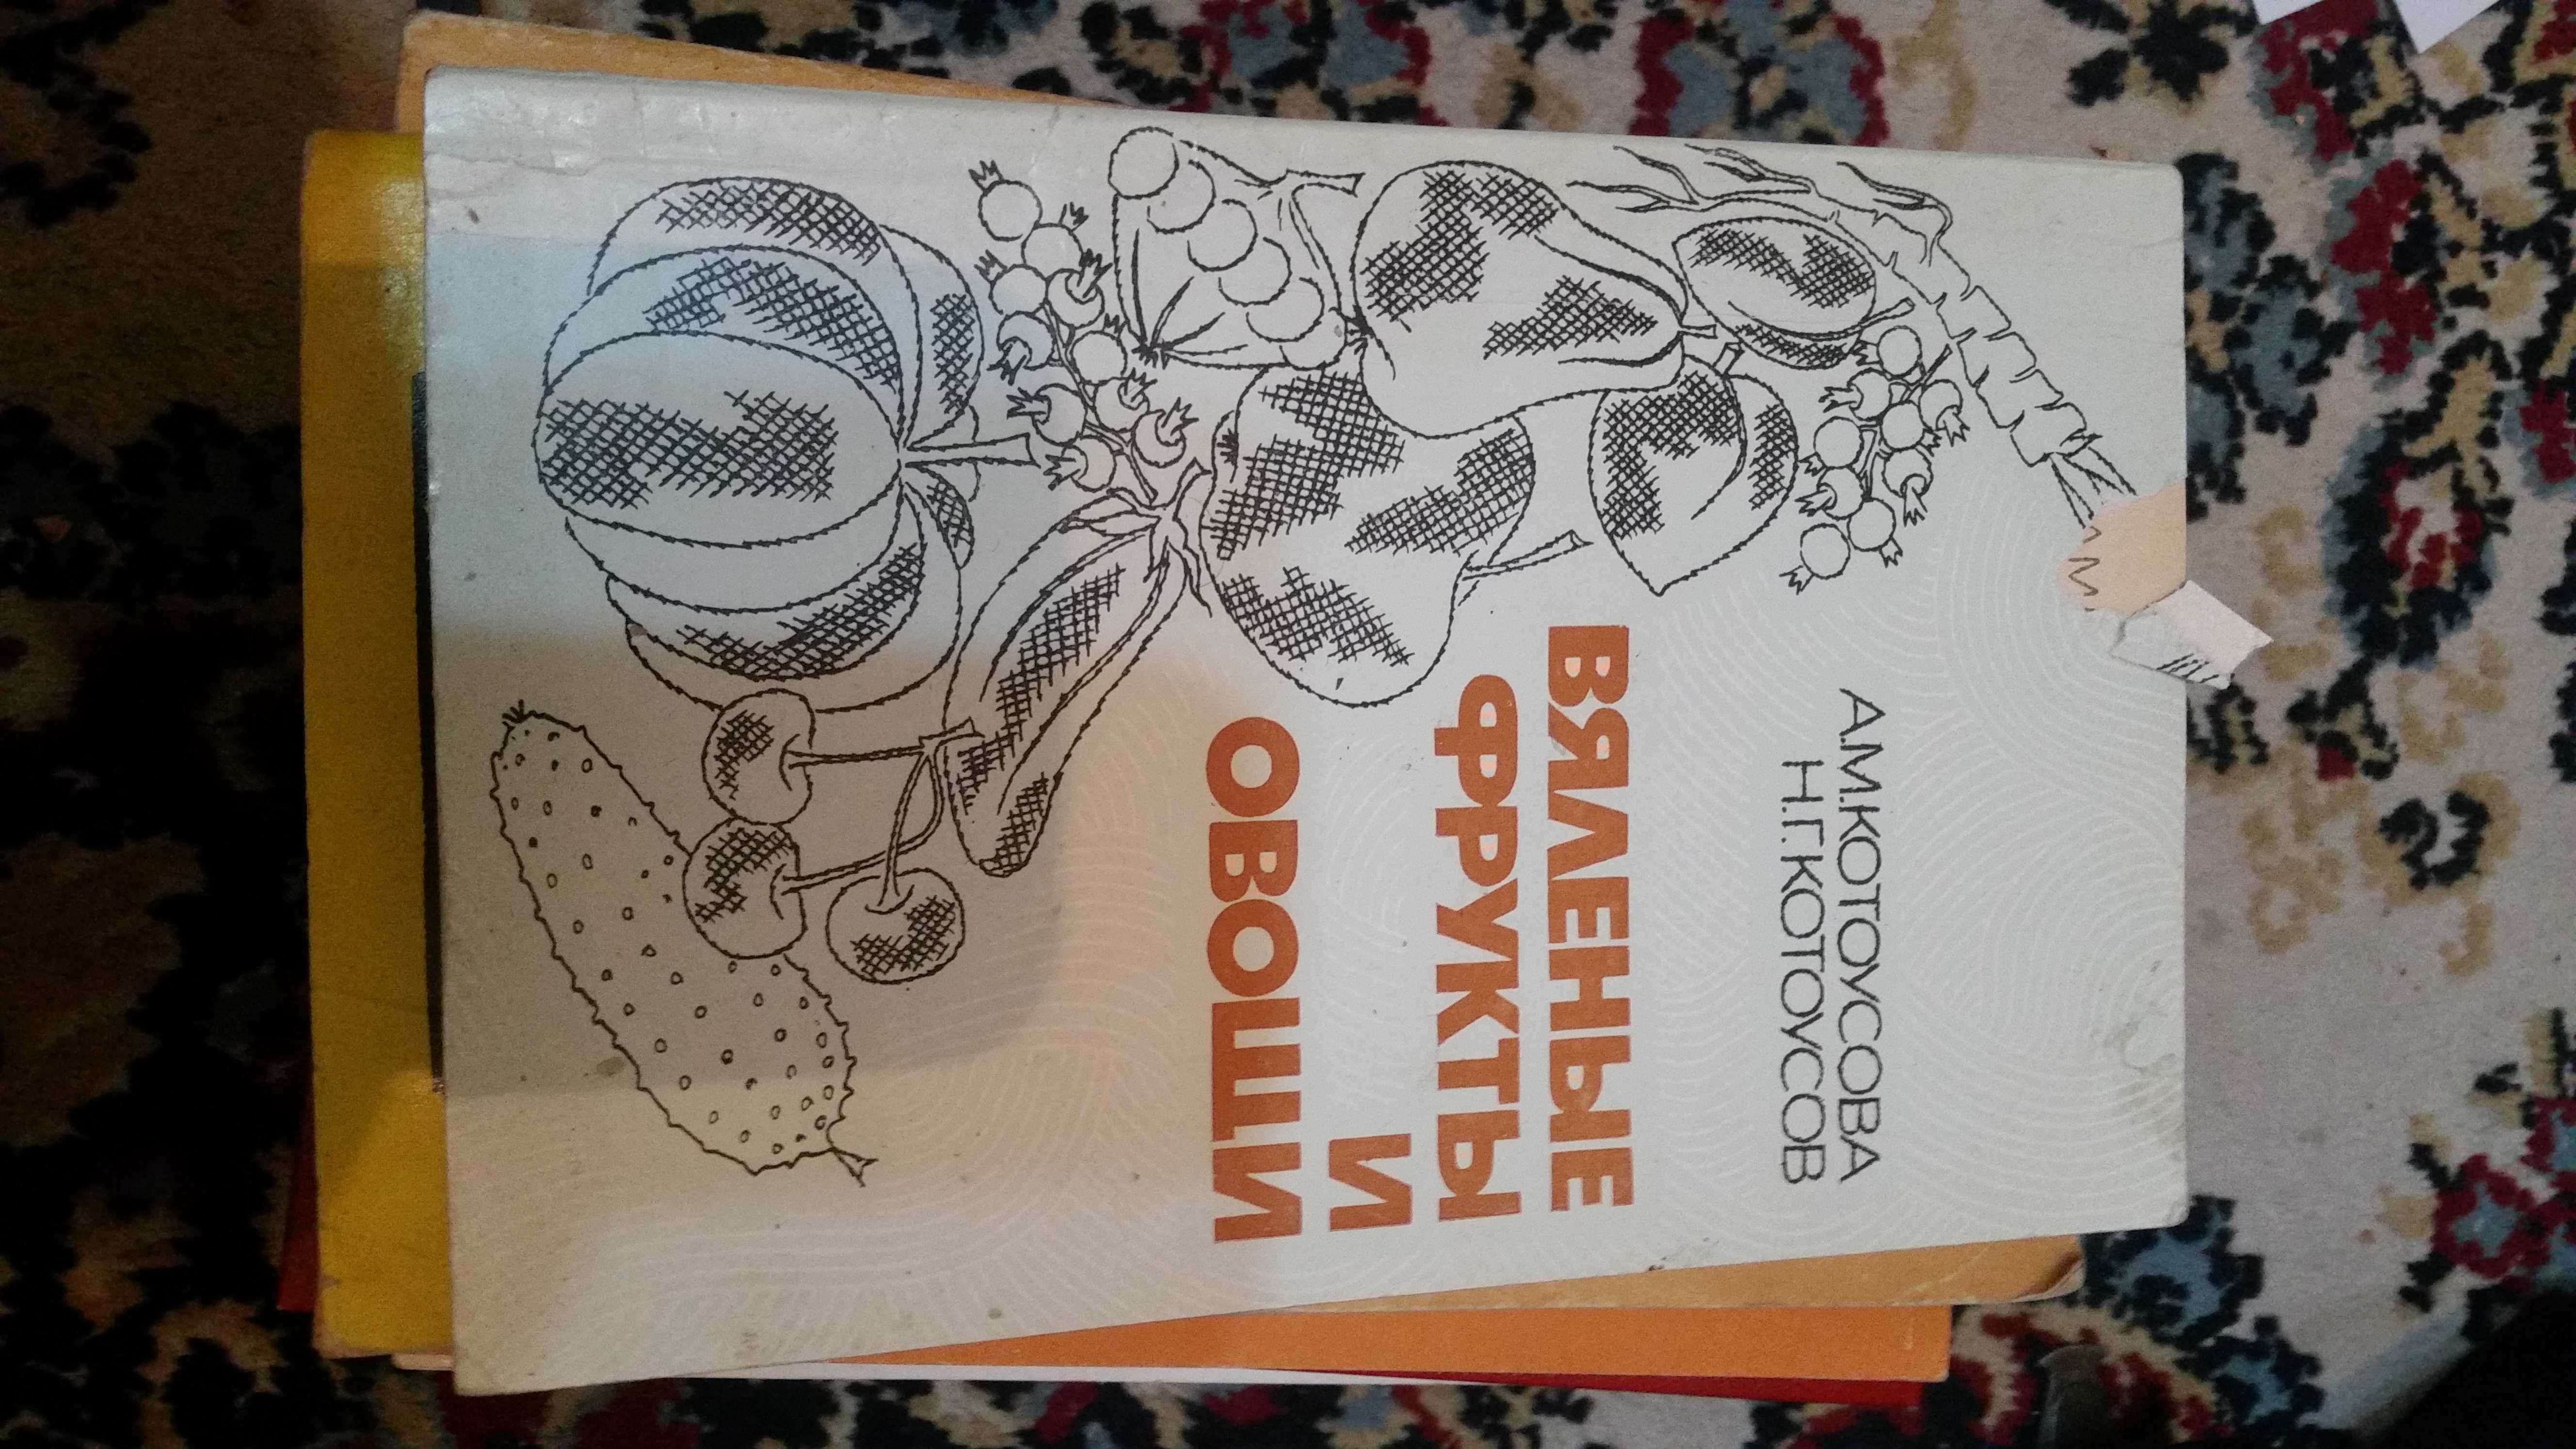 А.М.КОТОУСОВА
Н.Г.КОТОУСОВ
ВЯЛЕНЫЕ
ФРУКТЫ
И
ОВОЩИ